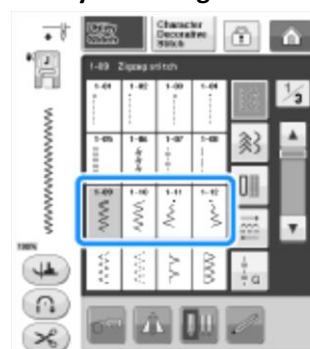 Utility Stitch
Character Decorative Stitch
1-09 Zigzag stitch
J
1-01 1-02 1-03 1-04
1/3
1-05 1-06 1-07 1-08
1-09 1-10 1-11 1-12
100%